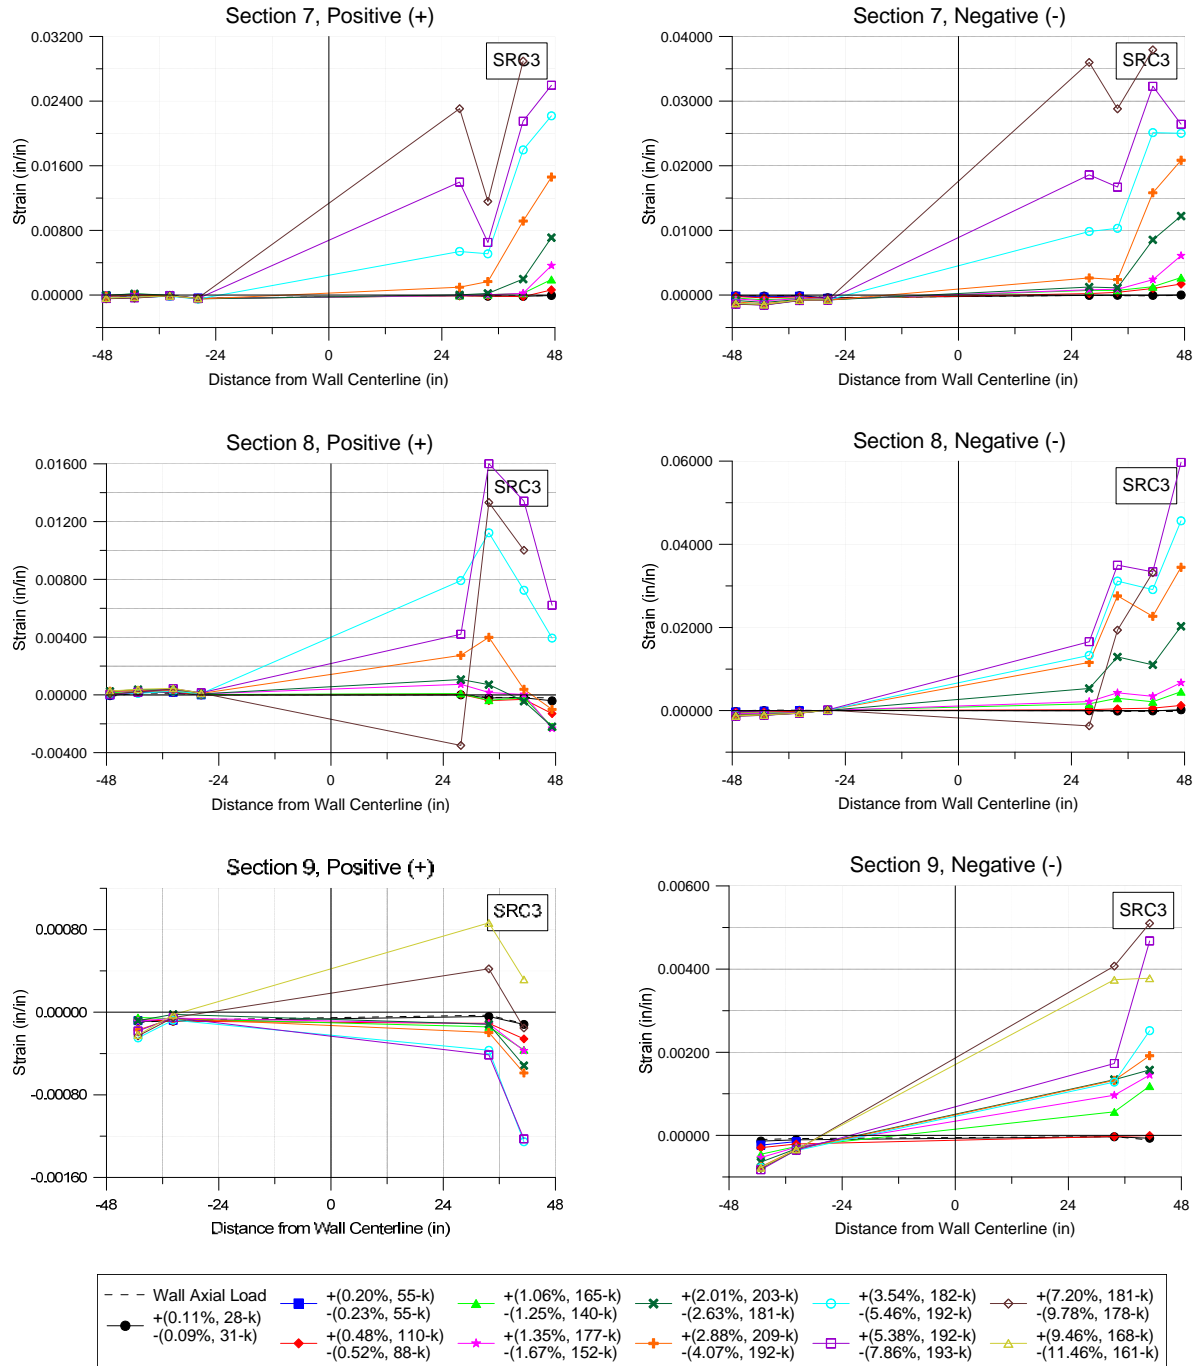 Section 7, Positive (+)
0.03200
0.02400
0.01600
0.00800
0.00000
Strain (in/in)
SRC3
-48
-24
0
24
48
Distance from Wall Centerline (in)
Section 7, Negative (-)
0.04000
0.03000
0.02000
0.01000
0.00000
Strain (in/in)
SRC3
-48
-24
0
24
48
Distance from Wall Centerline (in)
Section 8, Positive (+)
0.01600
0.01200
0.00800
0.00400
0.00000
-0.00400
Strain (in/in)
SRC3
-48
-24
0
24
48
Distance from Wall Centerline (in)
Section 8, Negative (-)
0.06000
0.04000
0.02000
0.00000
Strain (in/in)
SRC3
-48
-24
0
24
48
Distance from Wall Centerline (in)
Section 9, Positive (+)
0.00080
0.00000
-0.00080
-0.00160
Strain (in/in)
SRC3
-48
-24
0
24
48
Distance from Wall Centerline (in)
Section 9, Negative (-)
0.00600
0.00400
0.00200
0.00000
Strain (in/in)
SRC3
-48
-24
0
24
48
Distance from Wall Centerline (in)
Wall Axial Load
+(0.11%, 28-k)
-(0.09%, 31-k)
+(0.20%, 55-k)
-(0.23%, 55-k)
+(0.48%, 110-k)
-(0.52%, 88-k)
+(1.06%, 165-k)
-(1.25%, 140-k)
+(1.35%, 177-k)
-(1.67%, 152-k)
+(2.01%, 203-k)
-(2.63%, 181-k)
+(2.88%, 209-k)
-(4.07%, 192-k)
+(3.54%, 182-k)
-(5.46%, 192-k)
+(5.38%, 192-k)
-(7.86%, 193-k)
+(7.20%, 181-k)
-(9.78%, 178-k)
+(9.46%, 168-k)
-(11.46%, 161-k)